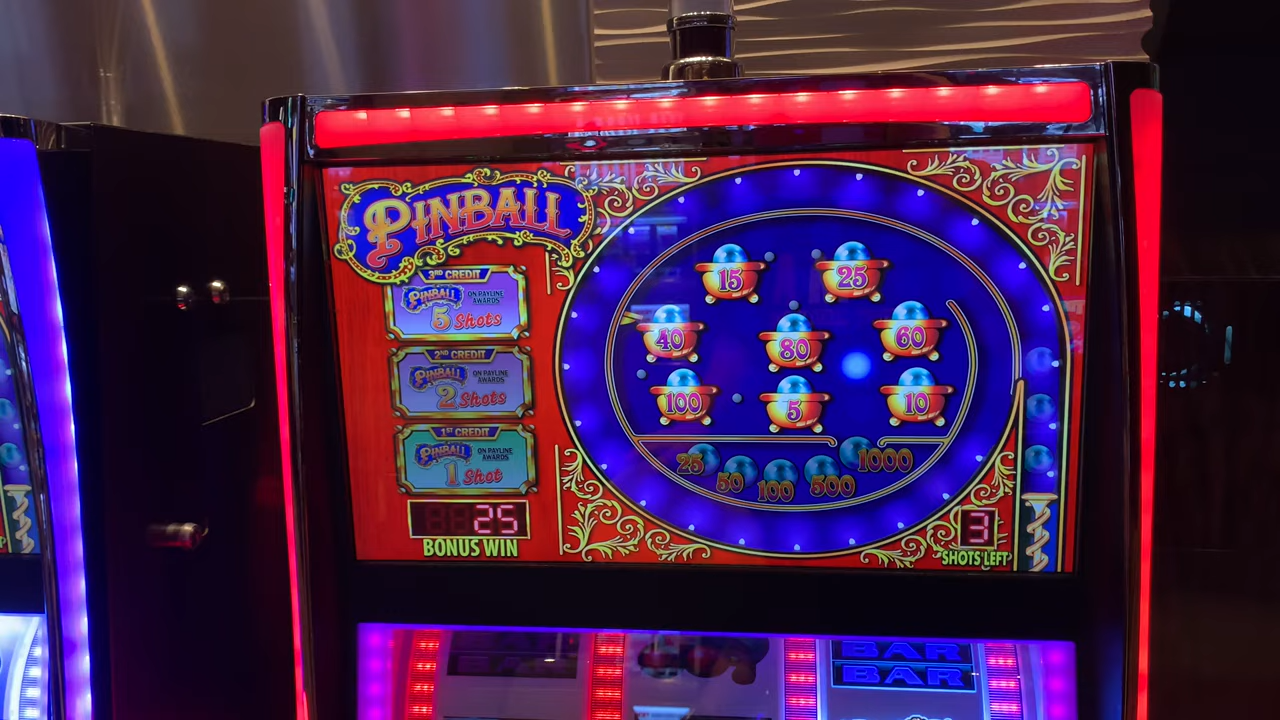 PINBALL
3RD CREDIT
PINBALL
ON PAYLINE
AWARDS
5 Shots
2ND CREDIT
PINBALL
ON PAYLINE
AWARDS
2 Shots
1ST CREDIT
PINBALL
ON PAYLINE
AWARDS
1 Shot
25
BONUS WIN
15
25
40
80
60
100
5
10
25
50
100
500
1000
3
SHOTS LEFT
BAR
BAR
BAR